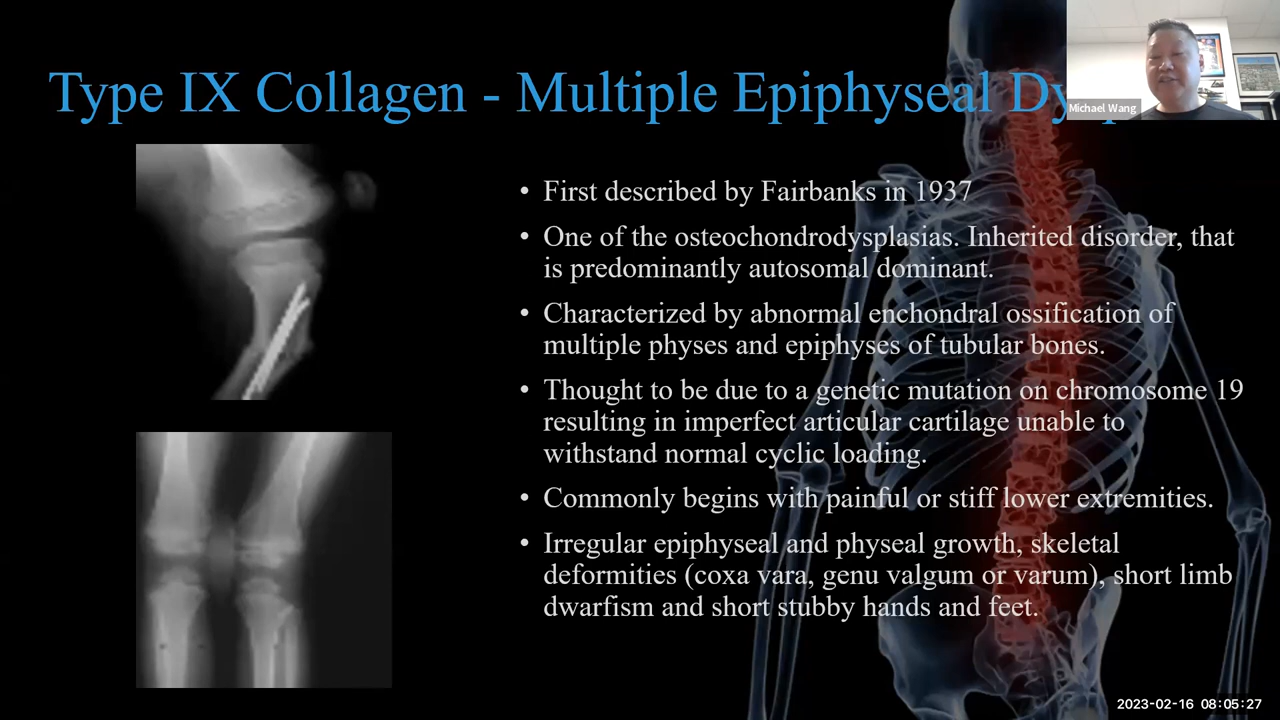 Type IX Collagen - Multiple Epiphyseal
Michael Wang
• First described by Fairbanks in 1937
• One of the osteochondrodysplasias. Inherited disorder, that
is predominantly autosomal dominant.
• Characterized by abnormal enchondral ossification of
multiple physes and epiphyses of tubular bones.
• Thought to be due to a genetic mutation on chromosome 19
resulting in imperfect articular cartilage unable to
withstand normal cyclic loading.
• Commonly begins with painful or stiff lower extremities.
• Irregular epiphyseal and physeal growth, skeletal
deformities (coxa vara, genu valgum or varum), short limb
dwarfism and short stubby hands and feet.
2023-02-16 08:05:27